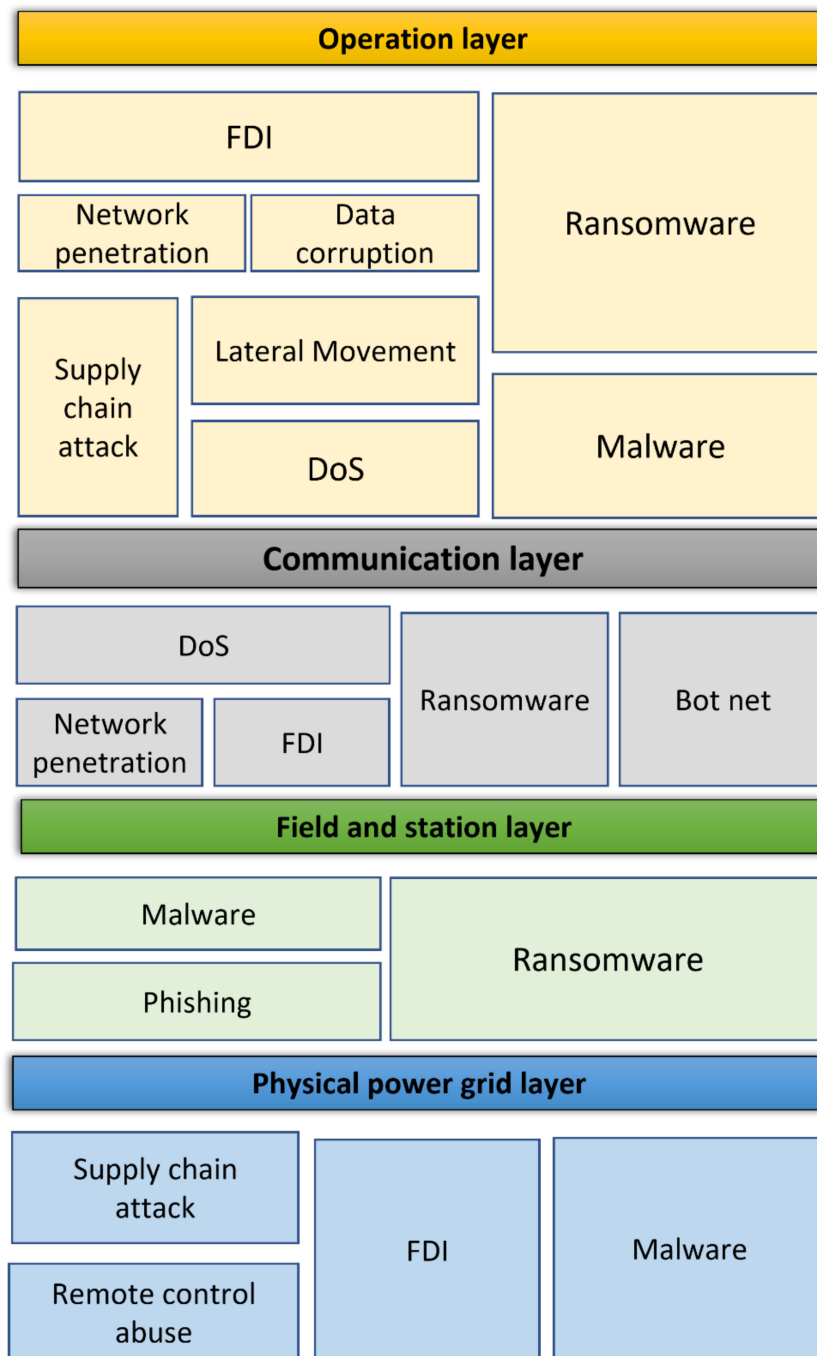 Operation layer
FDI
Ransomware
Network
penetration
Data
corruption
Supply
chain
attack
Lateral Movement
DoS
Malware
Communication layer
DoS
Ransomware
Bot net
Network
penetration
FDI
Field and station layer
Malware
Ransomware
Phishing
Physical power grid layer
Supply chain
attack
FDI
Malware
Remote control
abuse